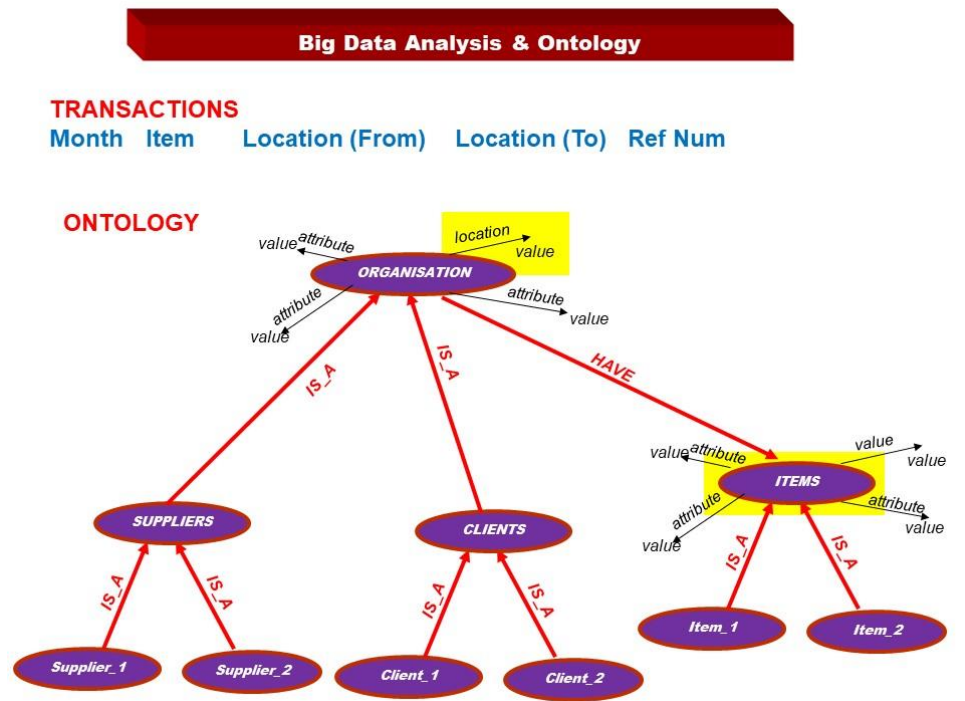 Big Data Analysis & Ontology
TRANSACTIONS
Month Item Location (From) Location (To) Ref Num
ONTOLOGY
value attribute
location
value
ORGANISATION
attribute
value
attribute
value
IS_A
IS_A
HAVE
value attribute
value
value
ITEMS
attribute
value
attribute
value
SUPPLIERS
CLIENTS
IS_A
IS_A
IS_A
IS_A
IS_A
IS_A
Supplier_1
Supplier_2
Client_1
Client_2
Item_1
Item_2